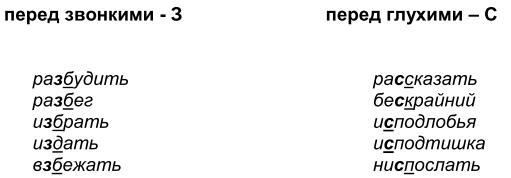 перед звонкими - З
перед глухими – С
разбудить
разбег
избрать
издать
взбежать
рассказать
бескрайний
исподлобья
исподтишка
ниспослать